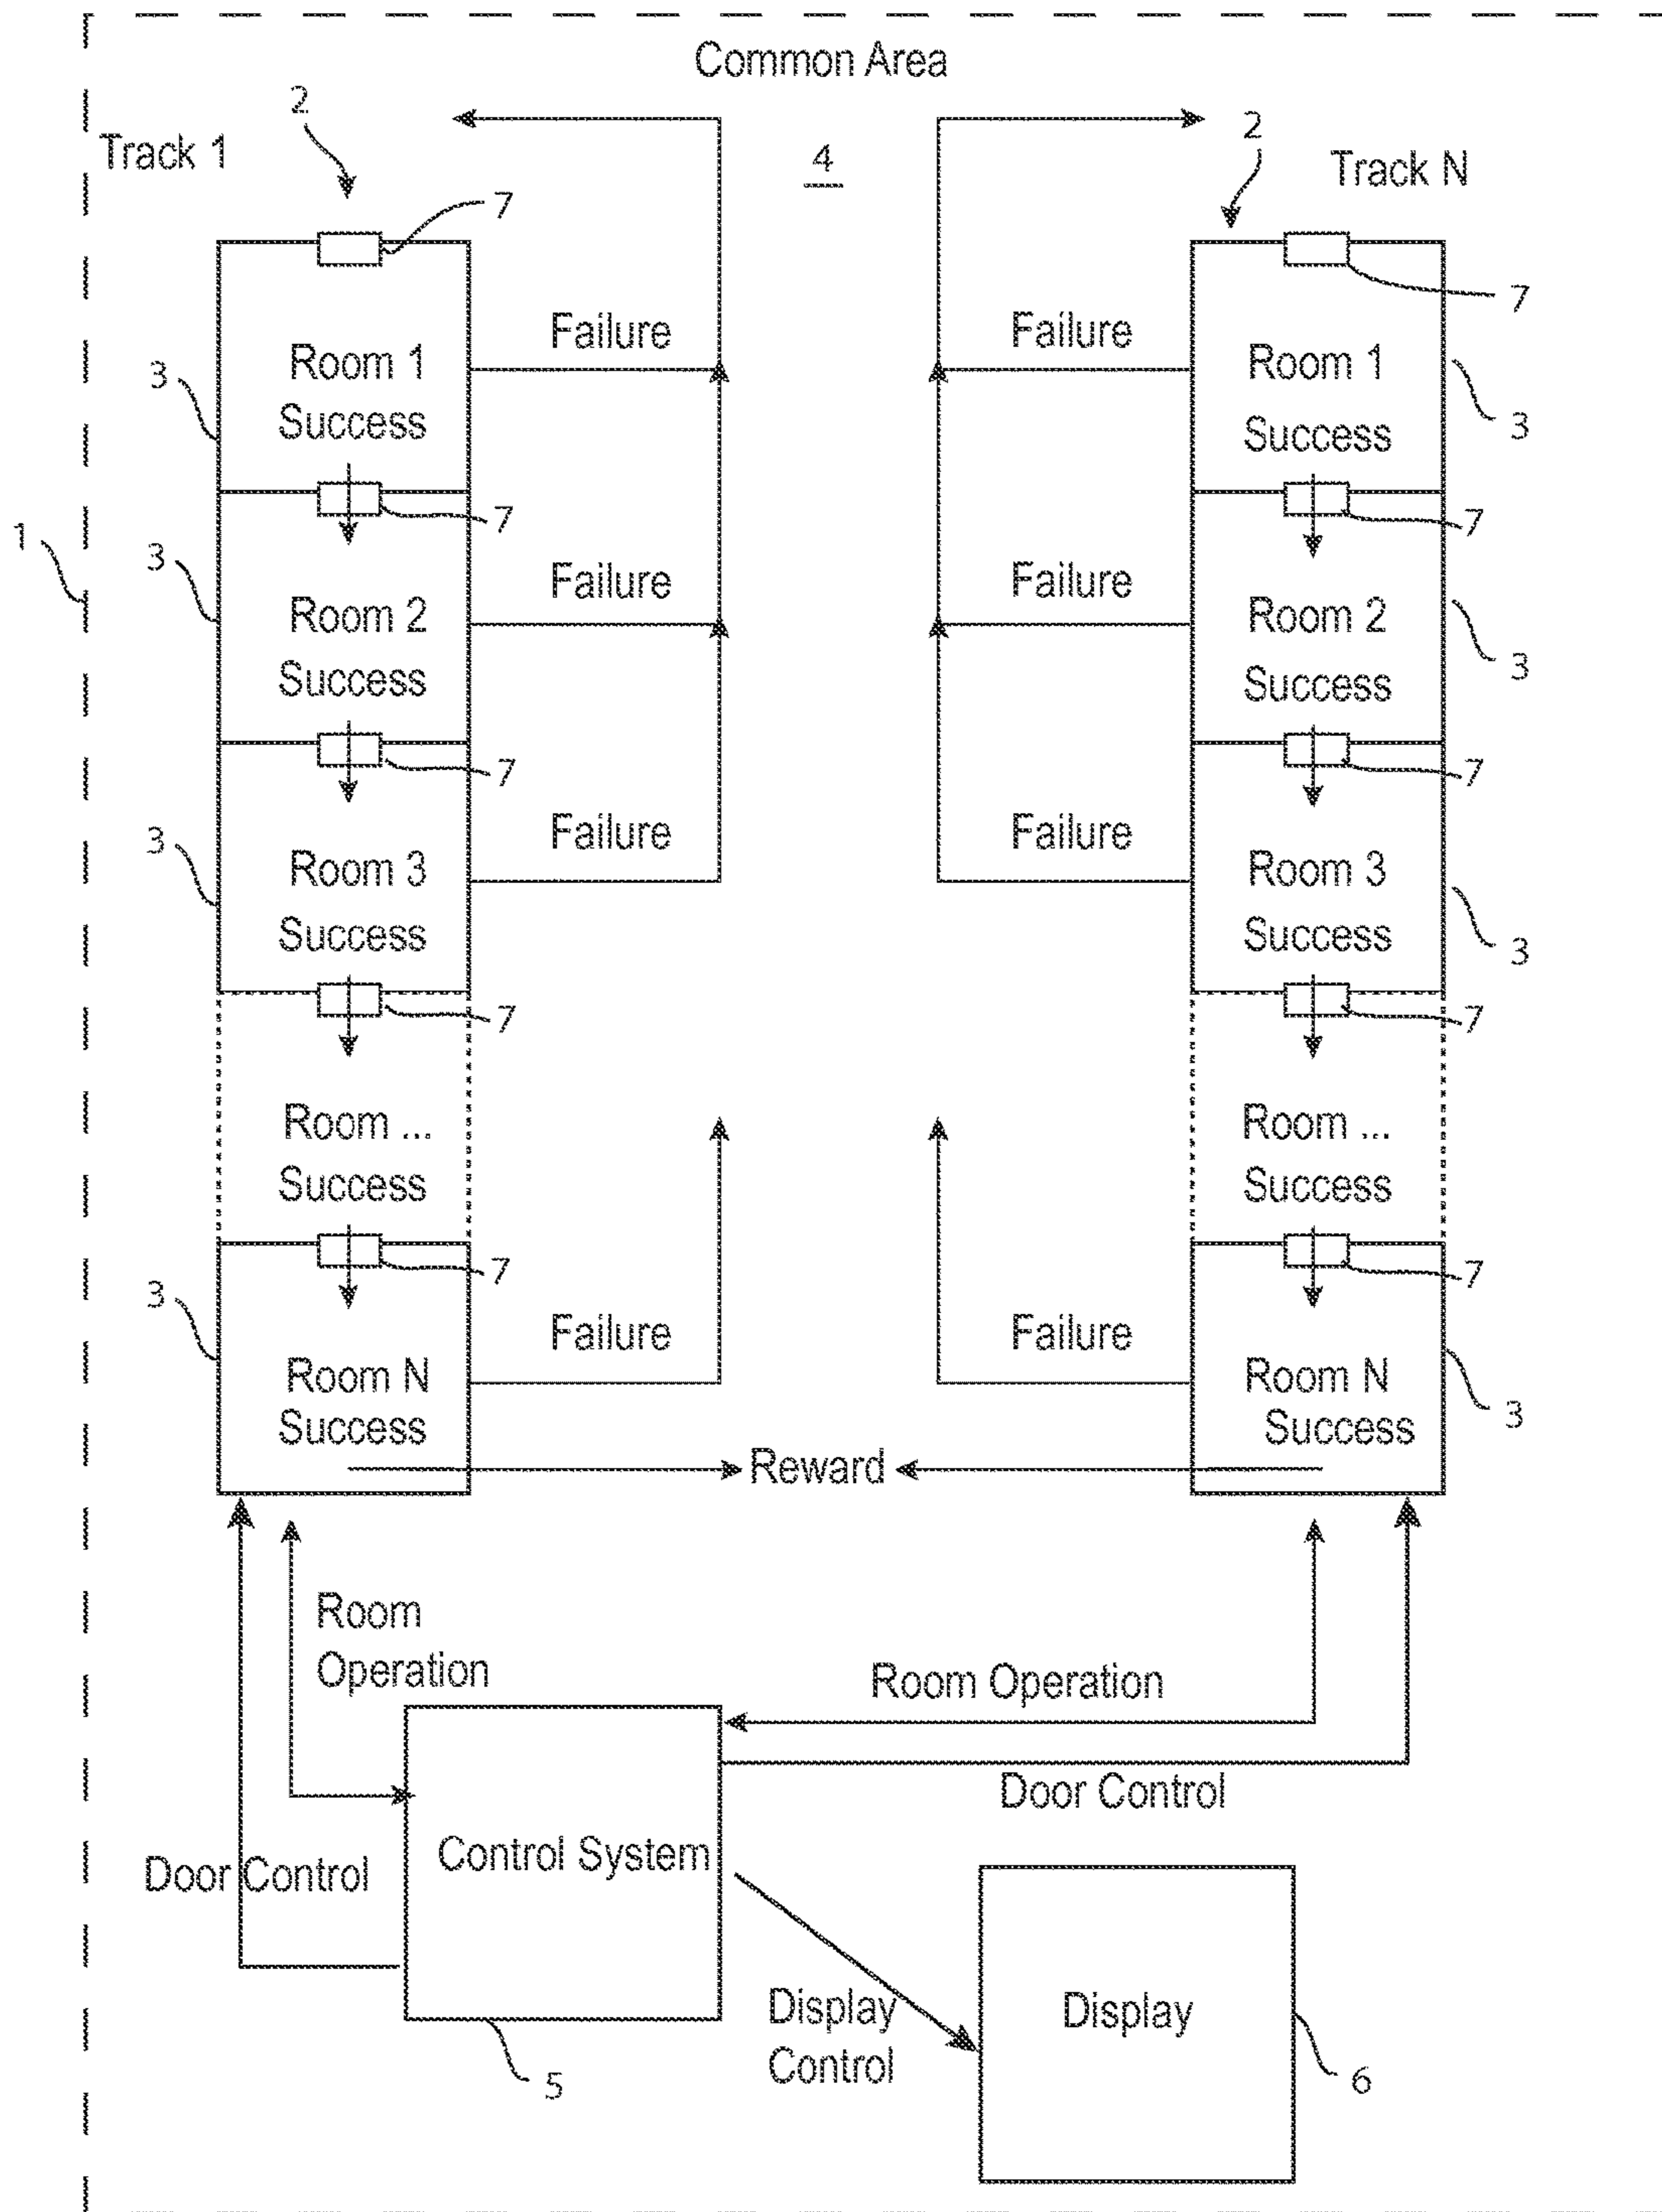 Common Area
2
Track 1
4
2
Track N
7
7
Failure
Failure
Room 1
Success
3
Room 1
Success
3
7
7
1
3
Failure
Failure
Room 2
Success
Room 2
Success
3
7
7
3
Failure
Failure
Room 3
Success
Room 3
Success
3
7
7
Room ...
Success
Room ...
Success
7
7
3
Failure
Failure
Room N
Success
Room N
Success
3
Reward
Room
Operation
Room Operation
Door Control
Door Control
Control System
Display
Control
Display
5
6